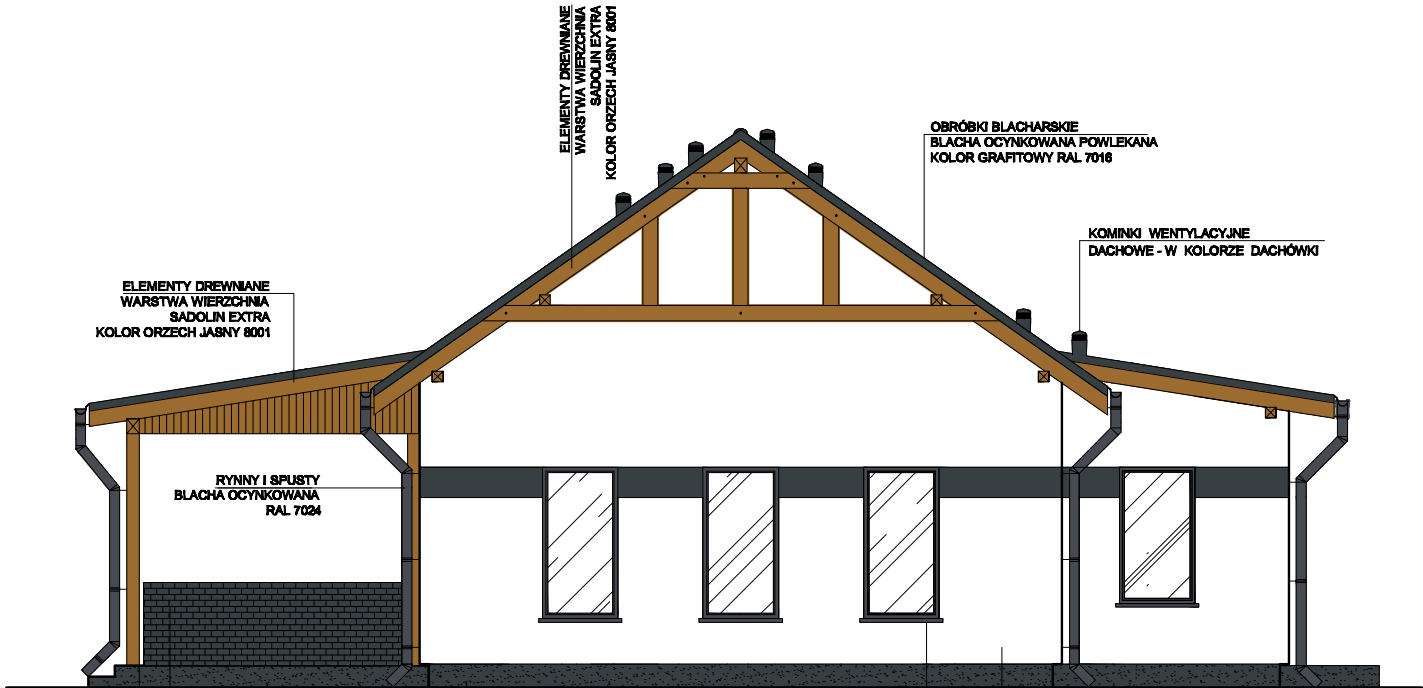 ELEMENTY DREWNIANE
WARSTWA WIERZCHNIA
SADOLIN EXTRA
KOLOR ORZECH JASNY 8001
OBRÓBKI BLACHARSKIE
BLACHA OCYNKOWANA POWLEKANA
KOLOR GRAFITOWY RAL 7016
KOMINKI WENTYLACYJNE
DACHOWE - W KOLORZE DACHÓWKI
ELEMENTY DREWNIANE
WARSTWA WIERZCHNIA
SADOLIN EXTRA
KOLOR ORZECH JASNY 8001
RYNNY I SPUSTY
BLACHA OCYNKOWANA
RAL 7024